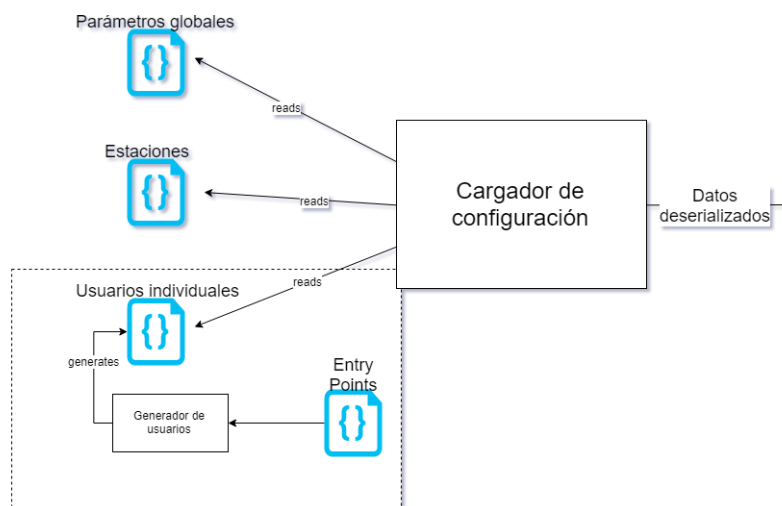 Parámetros globales
{}
reads
Estaciones
{}
reads
Cargador de
configuración
Datos
deserializados
Usuarios individuales
reads
{}
generates
Entry
Points
{}
Generador de
usuarios